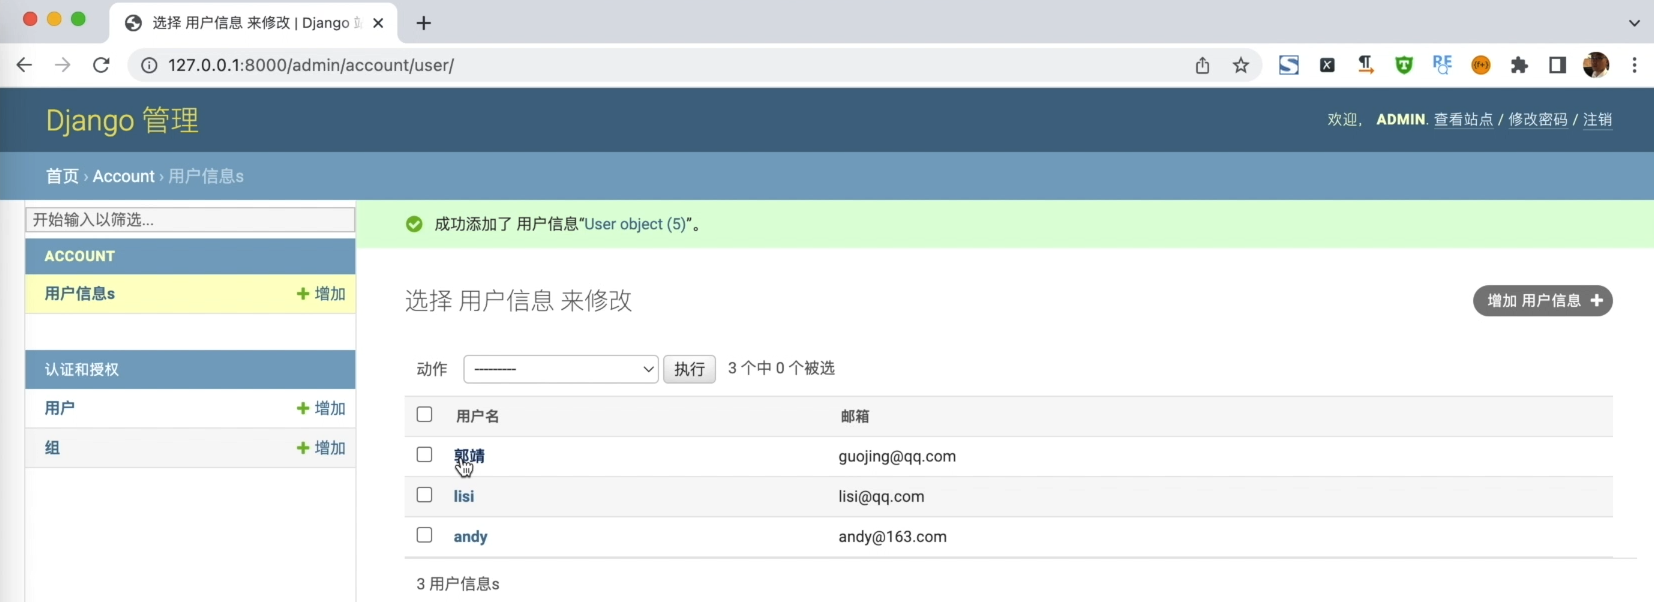 选择 用户信息 来修改 | Django
127.0.0.1:8000/admin/account/user/
Django 管理
欢迎， ADMIN. 查看站点 / 修改密码 / 注销
首页 › Account › 用户信息s
开始输入以筛选...
成功添加了 用户信息“User object (5)”。
ACCOUNT
用户信息s 增加
选择 用户信息 来修改
增加 用户信息
认证和授权
用户 增加
组 增加
动作 --------- 执行 3 个中 0 个被选
用户名 邮箱
郭靖 guojing@qq.com
lisi lisi@qq.com
andy andy@163.com
3 用户信息s